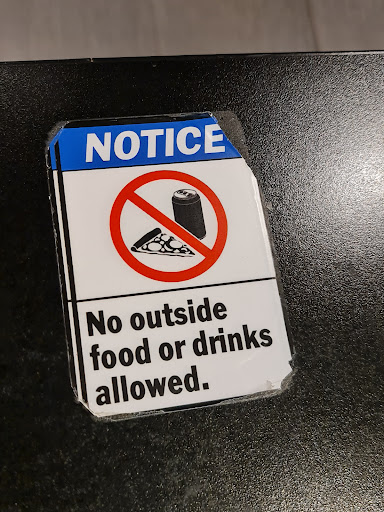 NOTICE
No outside
food or drinks
allowed.